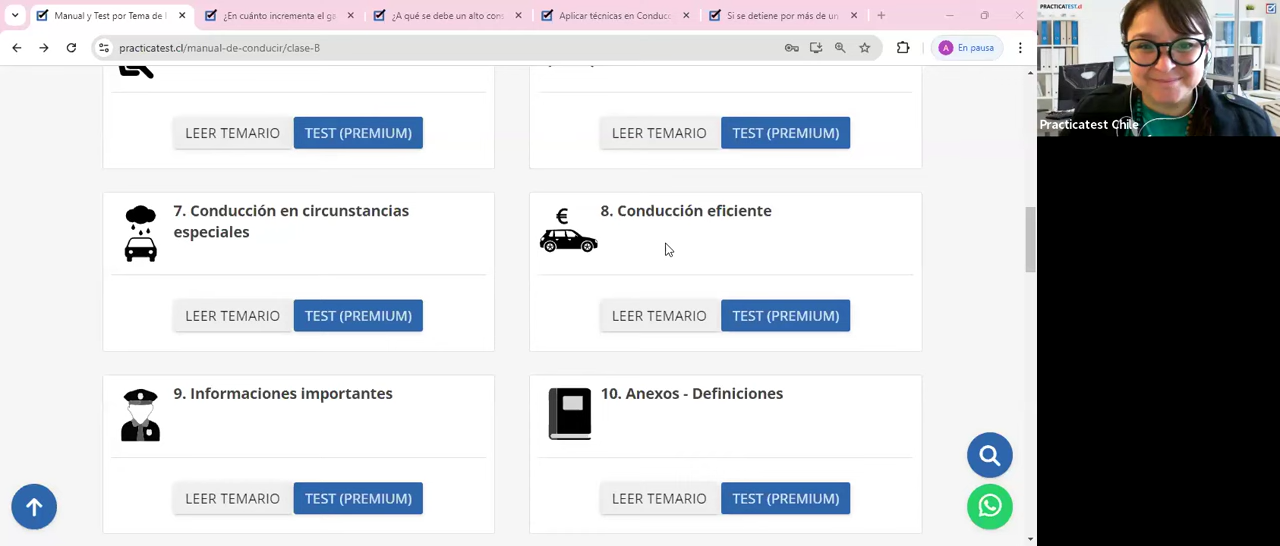 Manual y Test por Tema de
¿En cuánto incrementa el
¿A qué se debe un alto con
Aplicar técnicas en Conduc
Si se detiene por más de un
practicatest.cl/manual-de-conducir/clase-B
A
En pausa
PRACTICATEST.cl
Practicatest Chile
LEER TEMARIO
TEST (PREMIUM)
LEER TEMARIO
TEST (PREMIUM)
7. Conducción en circunstancias
especiales
8. Conducción eficiente
€
LEER TEMARIO
TEST (PREMIUM)
LEER TEMARIO
TEST (PREMIUM)
9. Informaciones importantes
10. Anexos - Definiciones
LEER TEMARIO
TEST (PREMIUM)
LEER TEMARIO
TEST (PREMIUM)